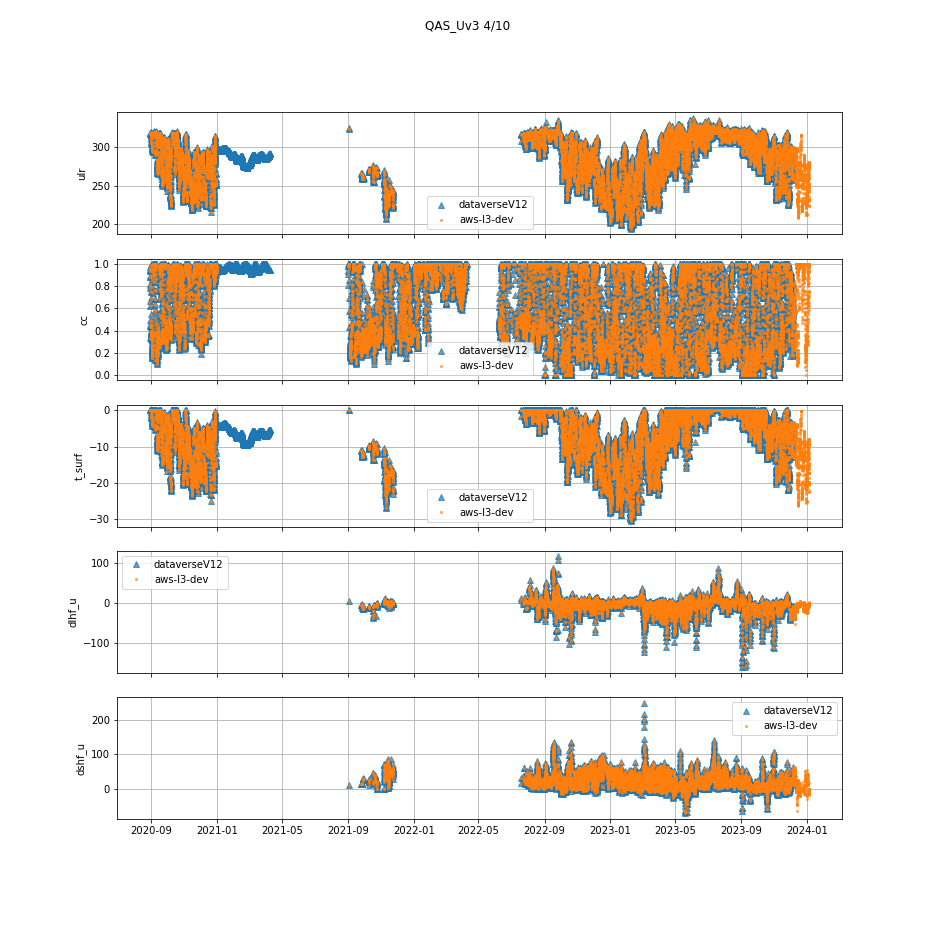 QAS_Uv3 4/10
300
250
200
ulr
dataverseV12
aws-l3-dev
1.0
0.8
0.6
0.4
0.2
0.0
cc
dataverseV12
aws-l3-dev
0
−10
−20
−30
t_surf
dataverseV12
aws-l3-dev
100
0
−100
dlhf_u
dataverseV12
aws-l3-dev
200
100
0
dshf_u
dataverseV12
aws-l3-dev
2020-09 2021-01 2021-05 2021-09 2022-01 2022-05 2022-09 2023-01 2023-05 2023-09 2024-01